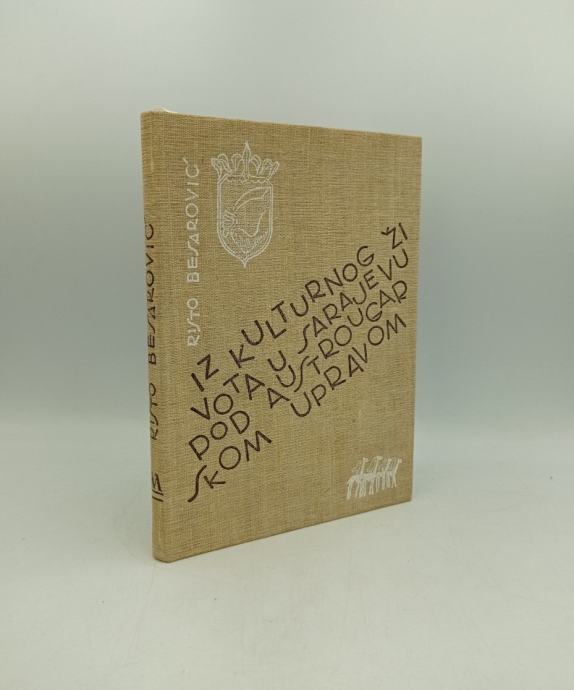 RISTO BESAROVIĆ
RISTO BESAROVIĆ
IZ KULTURNOG ŽI
VOTA U SARAJEVU
POD AUSTROUGAR
SKOM UPRAVOM